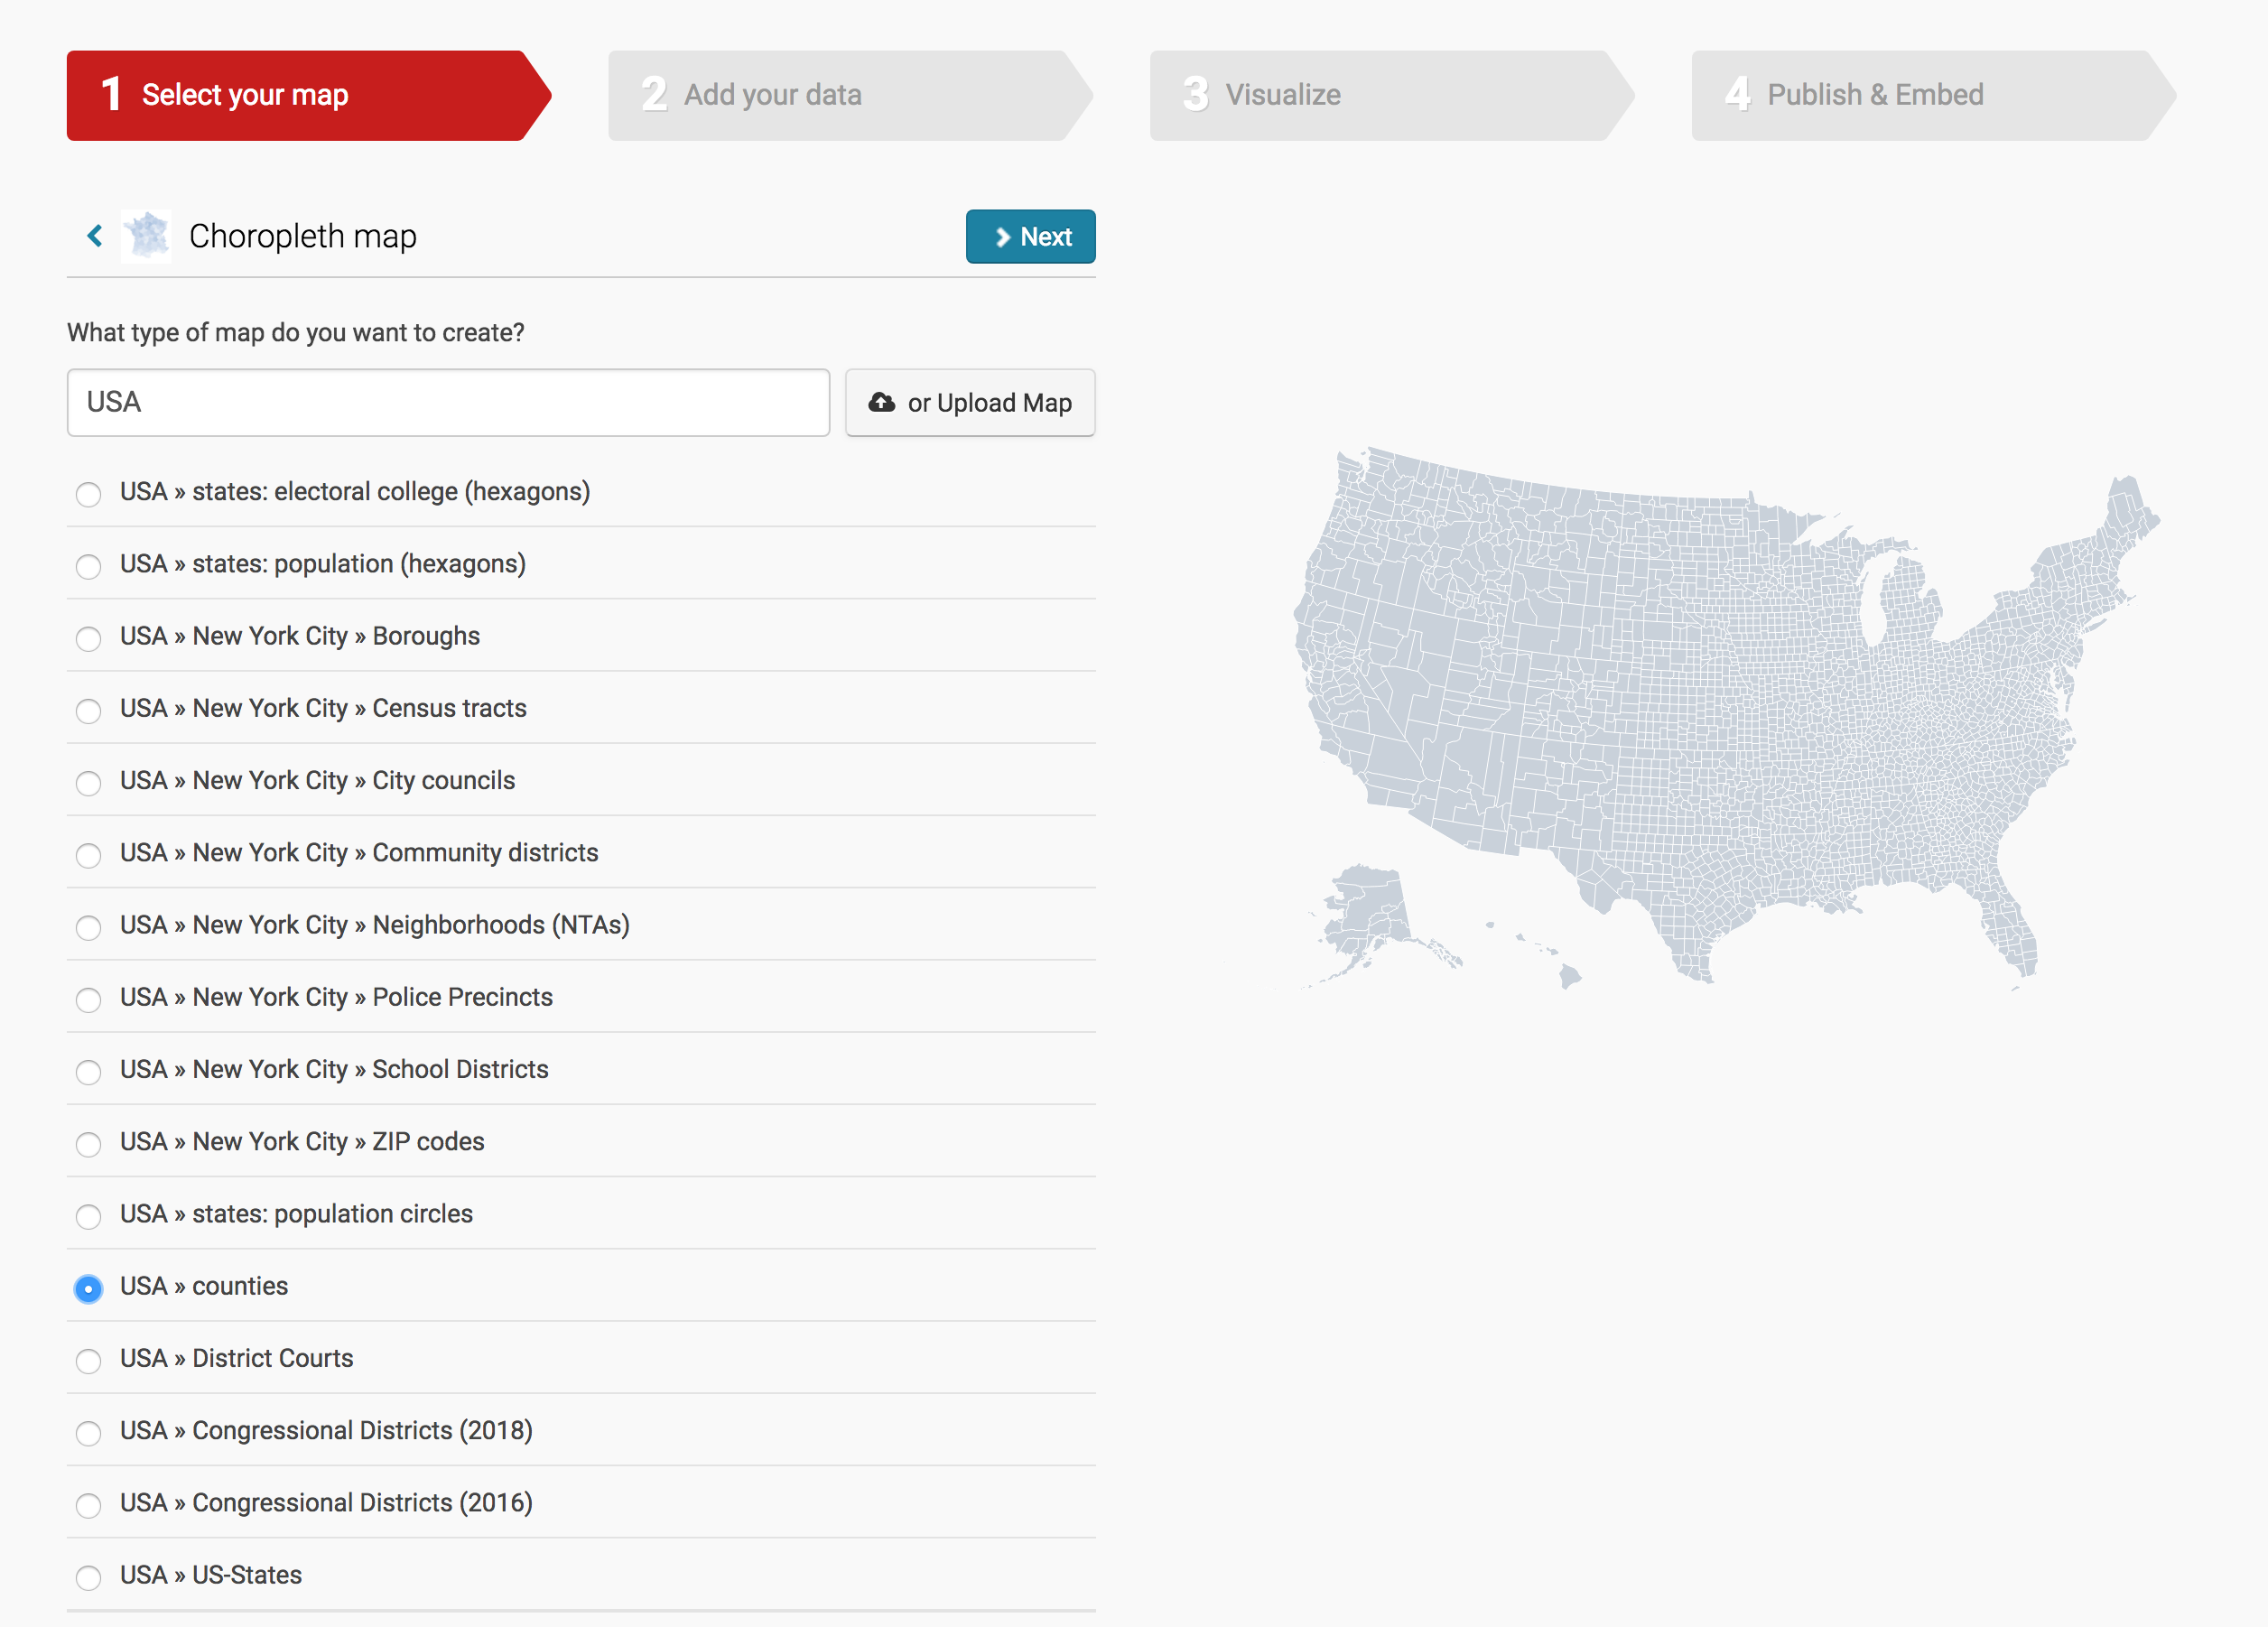 1 Select your map
2 Add your data
3 Visualize
4 Publish & Embed
Choropleth map
Next
What type of map do you want to create?
USA
or Upload Map
USA » states: electoral college (hexagons)
USA » states: population (hexagons)
USA » New York City » Boroughs
USA » New York City » Census tracts
USA » New York City » City councils
USA » New York City » Community districts
USA » New York City » Neighborhoods (NTAs)
USA » New York City » Police Precincts
USA » New York City » School Districts
USA » New York City » ZIP codes
USA » states: population circles
USA » counties
USA » District Courts
USA » Congressional Districts (2018)
USA » Congressional Districts (2016)
USA » US-States